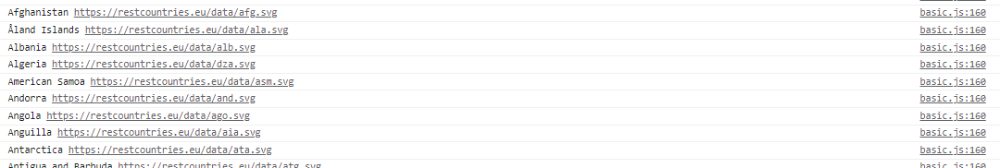 Afghanistan https://restcountries.eu/data/afg.svg basic.js:160
Åland Islands https://restcountries.eu/data/ala.svg basic.js:160
Albania https://restcountries.eu/data/alb.svg basic.js:160
Algeria https://restcountries.eu/data/dza.svg basic.js:160
American Samoa https://restcountries.eu/data/asm.svg basic.js:160
Andorra https://restcountries.eu/data/and.svg basic.js:160
Angola https://restcountries.eu/data/ago.svg basic.js:160
Anguilla https://restcountries.eu/data/aia.svg basic.js:160
Antarctica https://restcountries.eu/data/ata.svg basic.js:160
Antigua and Barbuda https://restcountries.eu/data/atg.svg basic.js:160